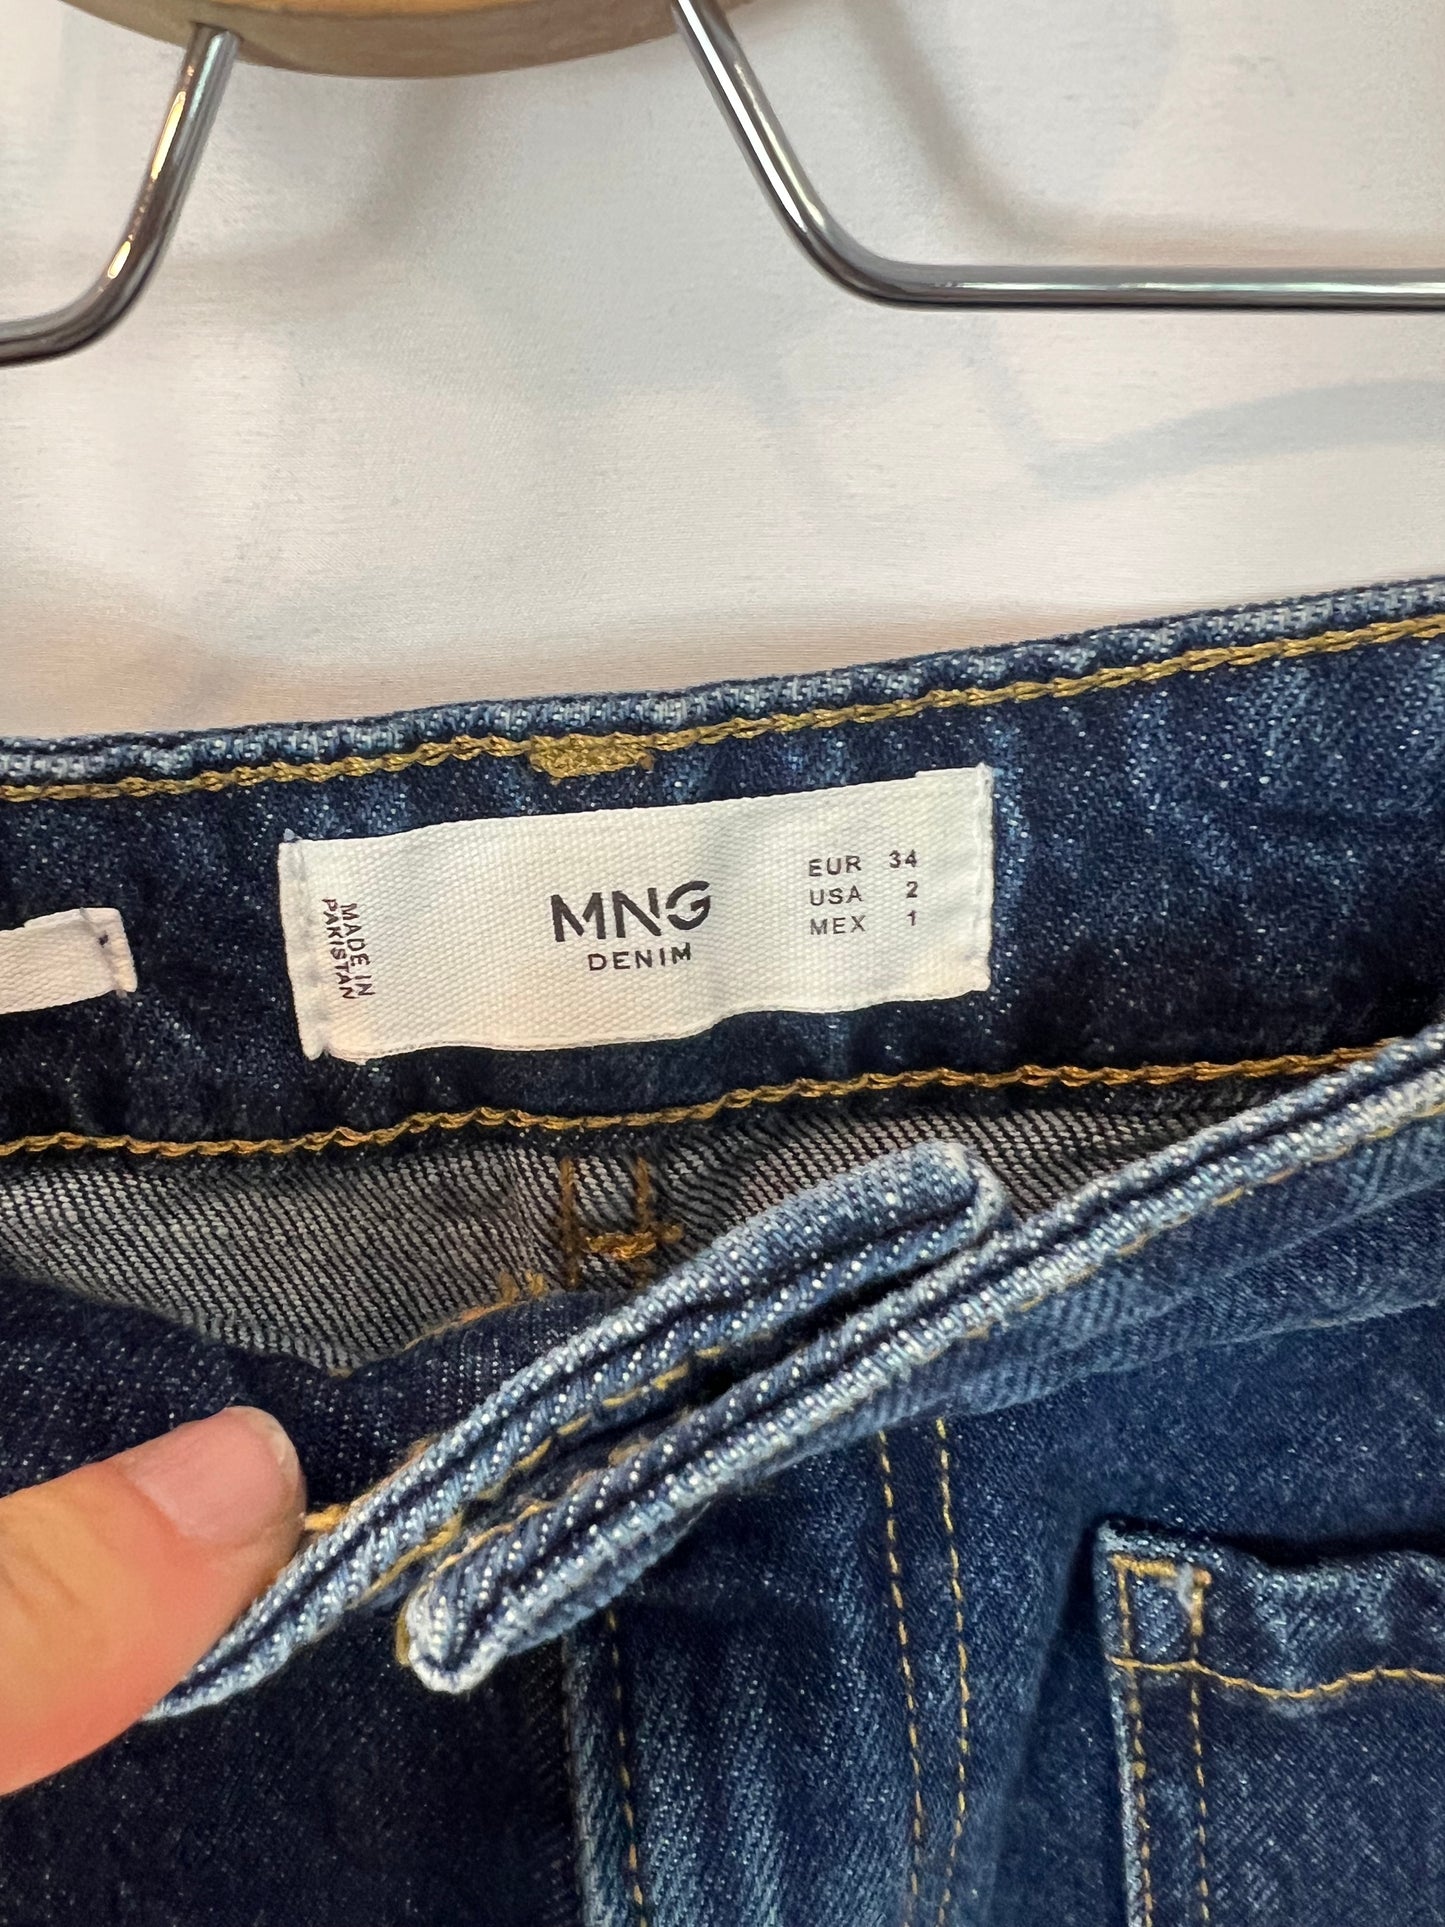 MADE IN
PAKISTAN
MNG
DENIM
EUR 34
USA 2
MEX 1